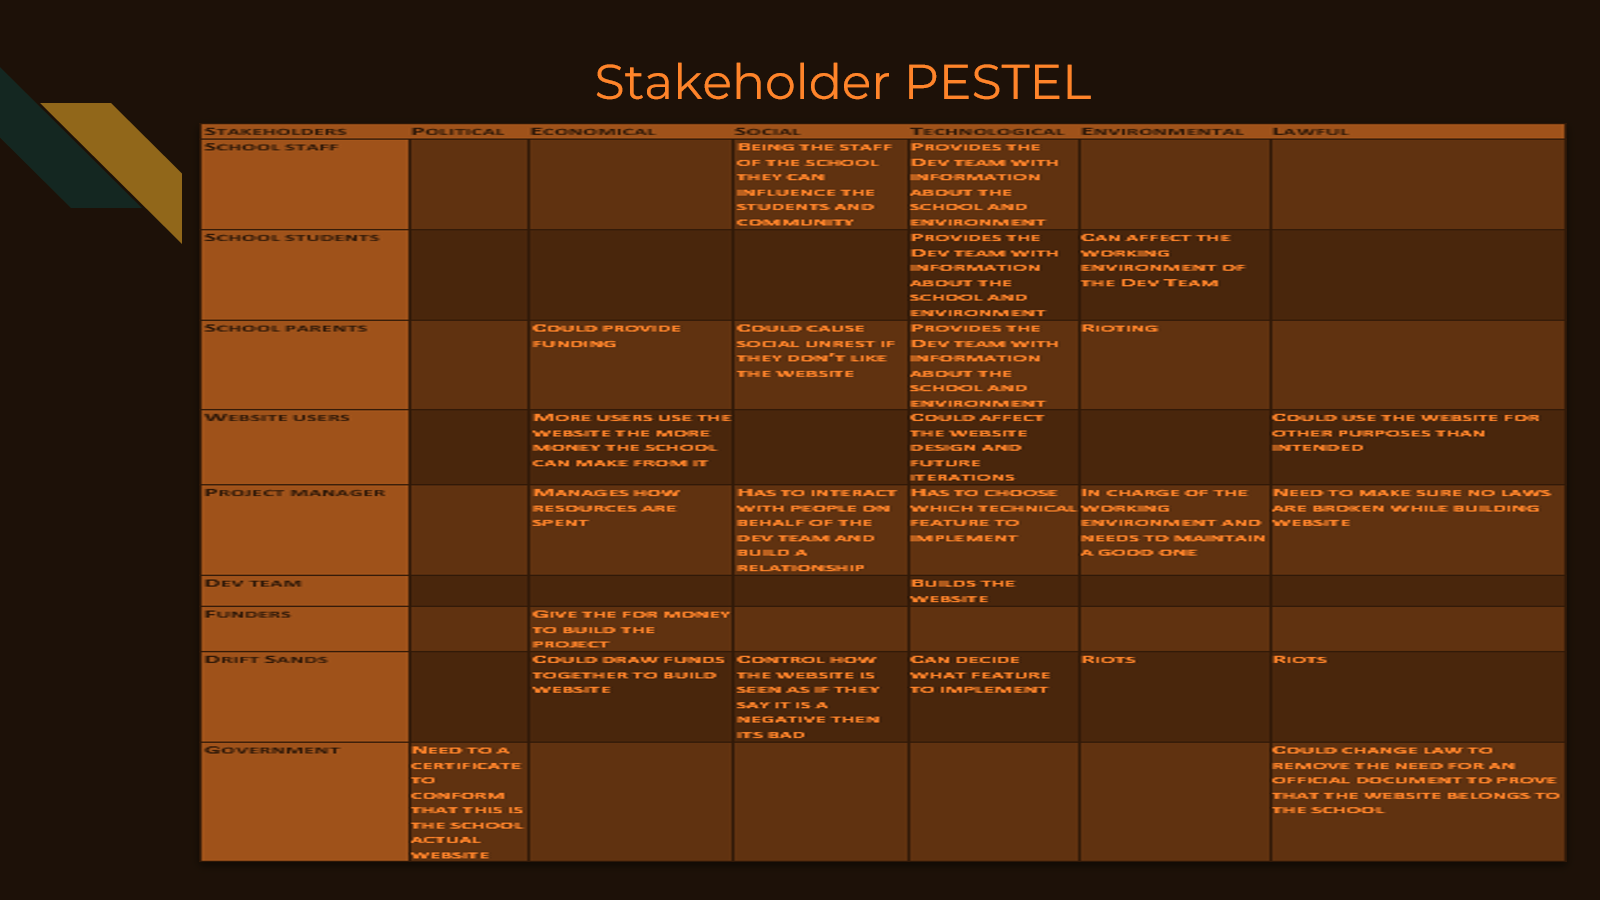 Stakeholder PESTEL
STAKEHOLDERS POLITICAL ECONOMICAL SOCIAL TECHNOLOGICAL ENVIRONMENTAL LAWFUL
SCHOOL STAFF
BEING THE STAFF
OF THE SCHOOL
THEY CAN
INFLUENCE THE
STUDENTS AND
COMMUNITY
PROVIDES THE
DEV TEAM WITH
INFORMATION
ABOUT THE
SCHOOL AND
ENVIRONMENT
SCHOOL STUDENTS
PROVIDES THE
DEV TEAM WITH
INFORMATION
ABOUT THE
SCHOOL AND
ENVIRONMENT
CAN AFFECT THE
WORKING
ENVIRONMENT OF
THE DEV TEAM
SCHOOL PARENTS
COULD PROVIDE
FUNDING
COULD CAUSE
SOCIAL UNREST IF
THEY DON'T LIKE
THE WEBSITE
PROVIDES THE
DEV TEAM WITH
INFORMATION
ABOUT THE
SCHOOL AND
ENVIRONMENT
RIOTING
WEBSITE USERS
MORE USERS USE THE
WEBSITE THE MORE
MONEY THE SCHOOL
CAN MAKE FROM IT
COULD AFFECT
THE WEBSITE
DESIGN AND
FUTURE
ITERATIONS
COULD USE THE WEBSITE FOR
OTHER PURPOSES THAN
INTENDED
PROJECT MANAGER
MANAGES HOW
RESOURCES ARE
SPENT
HAS TO INTERACT
WITH PEOPLE ON
BEHALF OF THE
DEV TEAM AND
BUILD A
RELATIONSHIP
HAS TO CHOOSE
WHICH TECHNICAL
FEATURE TO
IMPLEMENT
IN CHARGE OF THE
WORKING
ENVIRONMENT AND
NEEDS TO MAINTAIN
A GOOD ONE
NEED TO MAKE SURE NO LAWS
ARE BROKEN WHILE BUILDING
WEBSITE
DEV TEAM
BUILDS THE
WEBSITE
FUNDERS
GIVE THE FOR MONEY
TO BUILD THE
PROJECT
DRIFT SANDS
COULD DRAW FUNDS
TOGETHER TO BUILD
WEBSITE
CONTROL HOW
THE WEBSITE IS
SEEN AS IF THEY
SAY IT IS A
NEGATIVE THEN
ITS BAD
CAN DECIDE
WHAT FEATURE
TO IMPLEMENT
RIOTS
RIOTS
GOVERNMENT
NEED TO A
CERTIFICATE
TO
CONFORM
THAT THIS IS
THE SCHOOL
ACTUAL
WEBSITE
COULD CHANGE LAW TO
REMOVE THE NEED FOR AN
OFFICIAL DOCUMENT TO PROVE
THAT THE WEBSITE BELONGS TO
THE SCHOOL